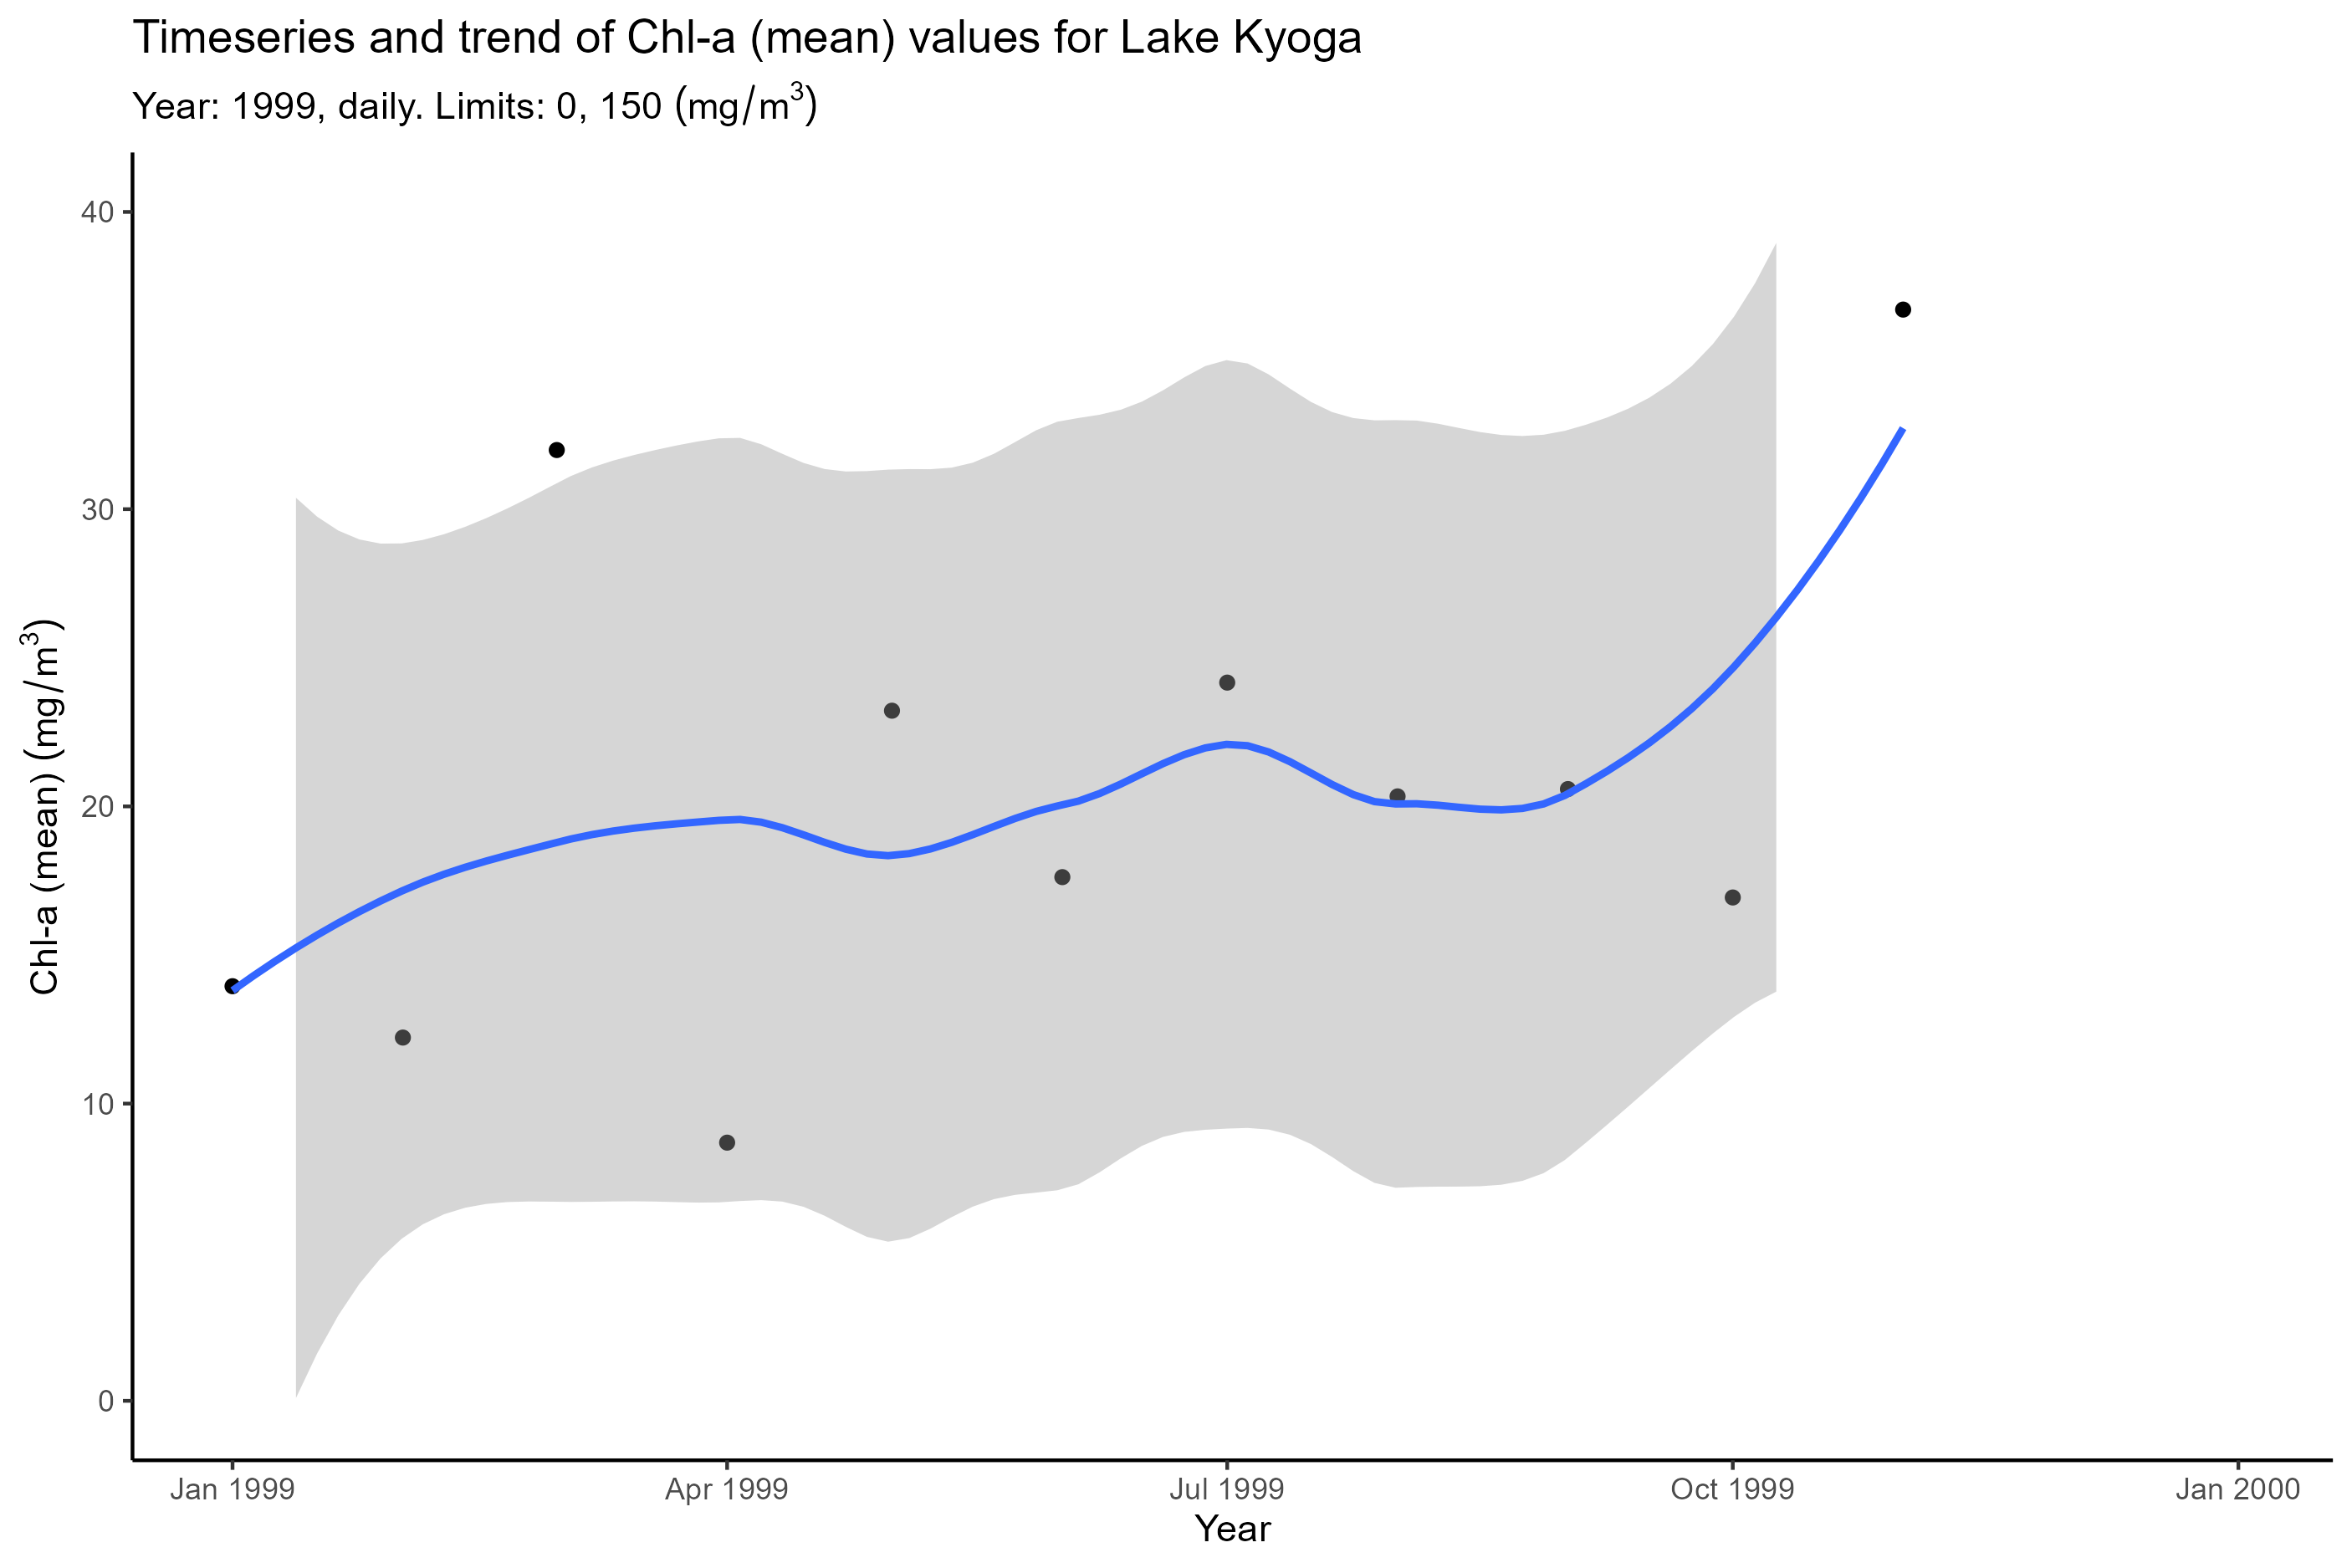 Timeseries and trend of Chl-a (mean) values for Lake Kyoga
Year: 1999, daily. Limits: 0, 150 (mg/m³)
Chl-a (mean) (mg/m³)
40
30
20
10
0
Jan 1999
Apr 1999
Jul 1999
Oct 1999
Jan 2000
Year